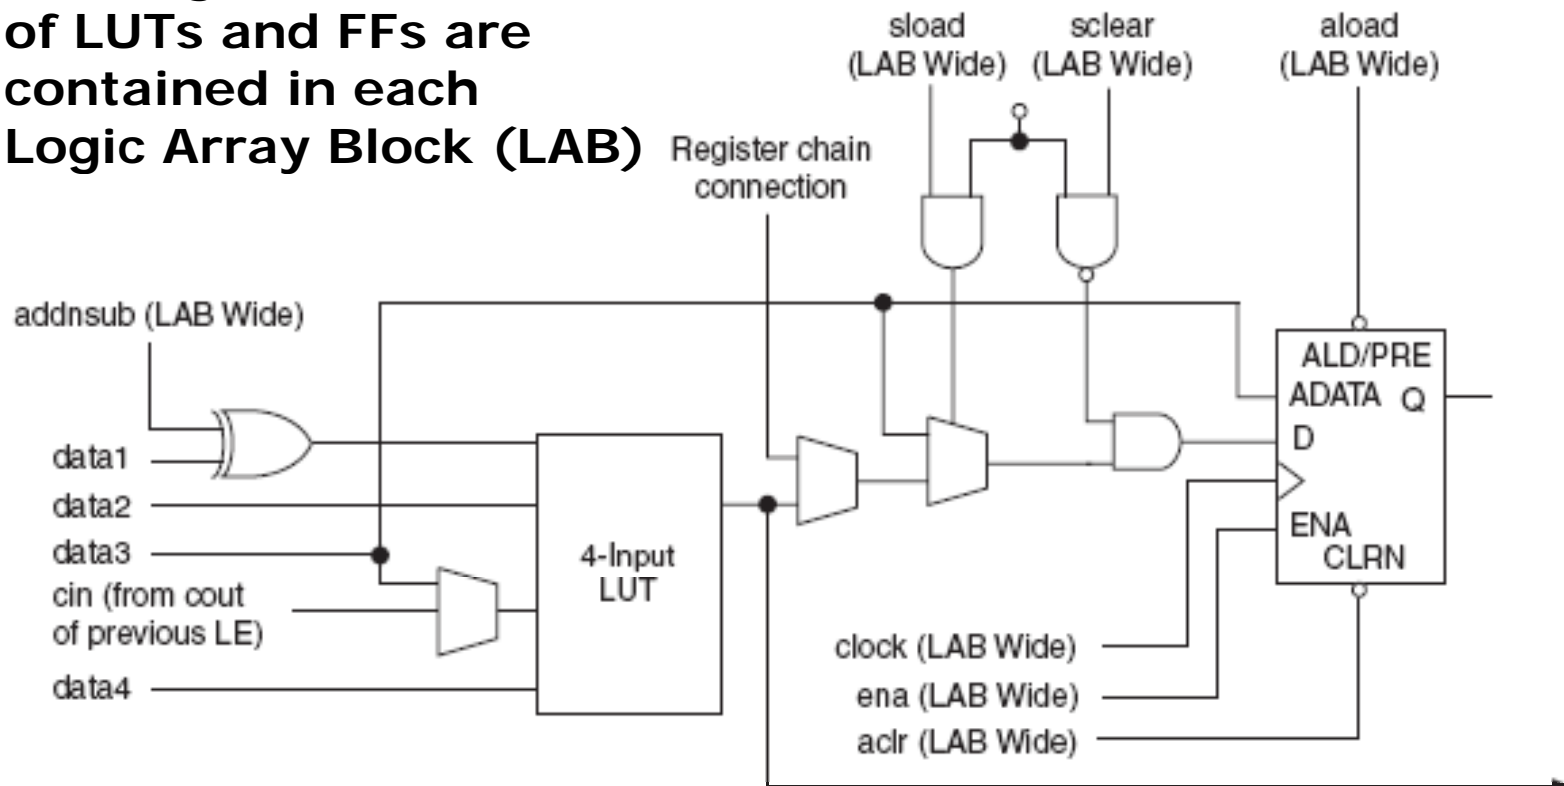 of LUTs and FFs are
contained in each
Logic Array Block (LAB)
sload
(LAB Wide)
sclear
(LAB Wide)
aload
(LAB Wide)
Register chain
connection
addnsub (LAB Wide)
data1
data2
data3
cin (from cout
of previous LE)
data4
4-Input
LUT
ALD/PRE
ADATA Q
D
ENA
CLRN
clock (LAB Wide)
ena (LAB Wide)
aclr (LAB Wide)